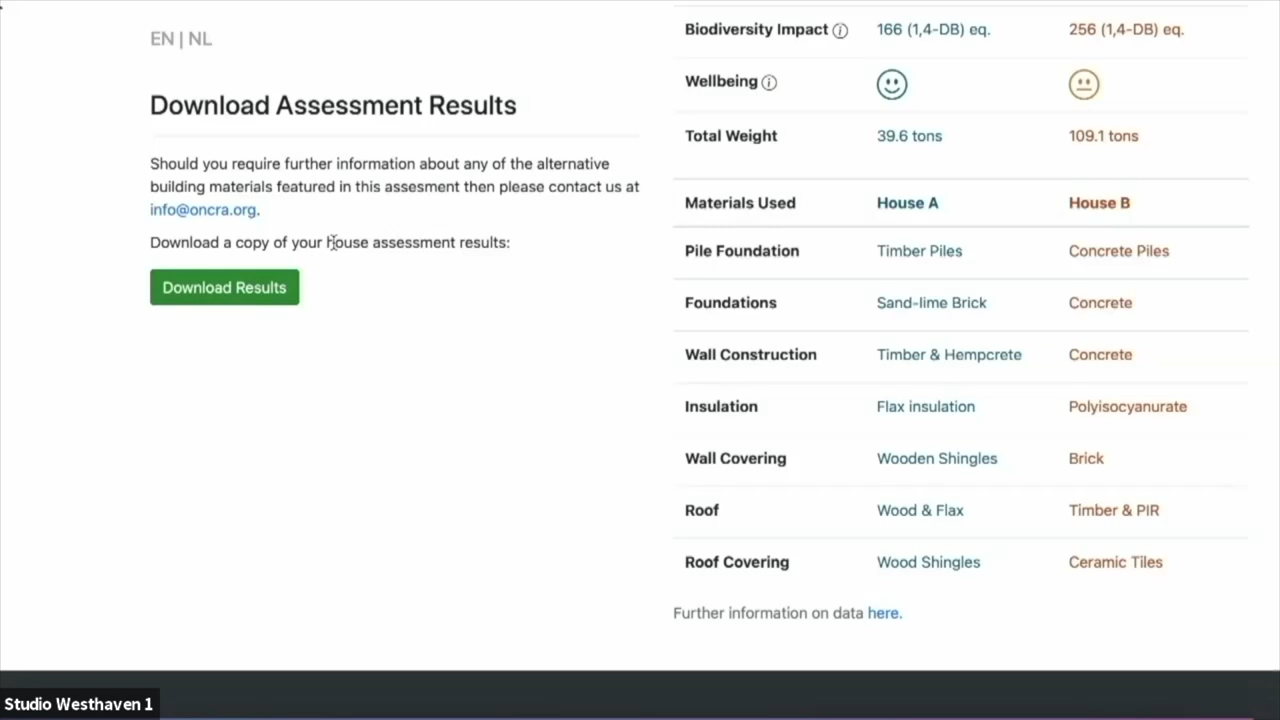 EN | NL
Download Assessment Results
Should you require further information about any of the alternative
building materials featured in this assesment then please contact us at
info@oncra.org.
Download a copy of your house assessment results:
Download Results
Biodiversity Impact 166 (1,4-DB) eq. 256 (1,4-DB) eq.
Wellbeing
Total Weight 39.6 tons 109.1 tons
Materials Used House A House B
Pile Foundation Timber Piles Concrete Piles
Foundations Sand-lime Brick Concrete
Wall Construction Timber & Hempcrete Concrete
Insulation Flax insulation Polyisocyanurate
Wall Covering Wooden Shingles Brick
Roof Wood & Flax Timber & PIR
Roof Covering Wood Shingles Ceramic Tiles
Further information on data here.
Studio Westhaven 1